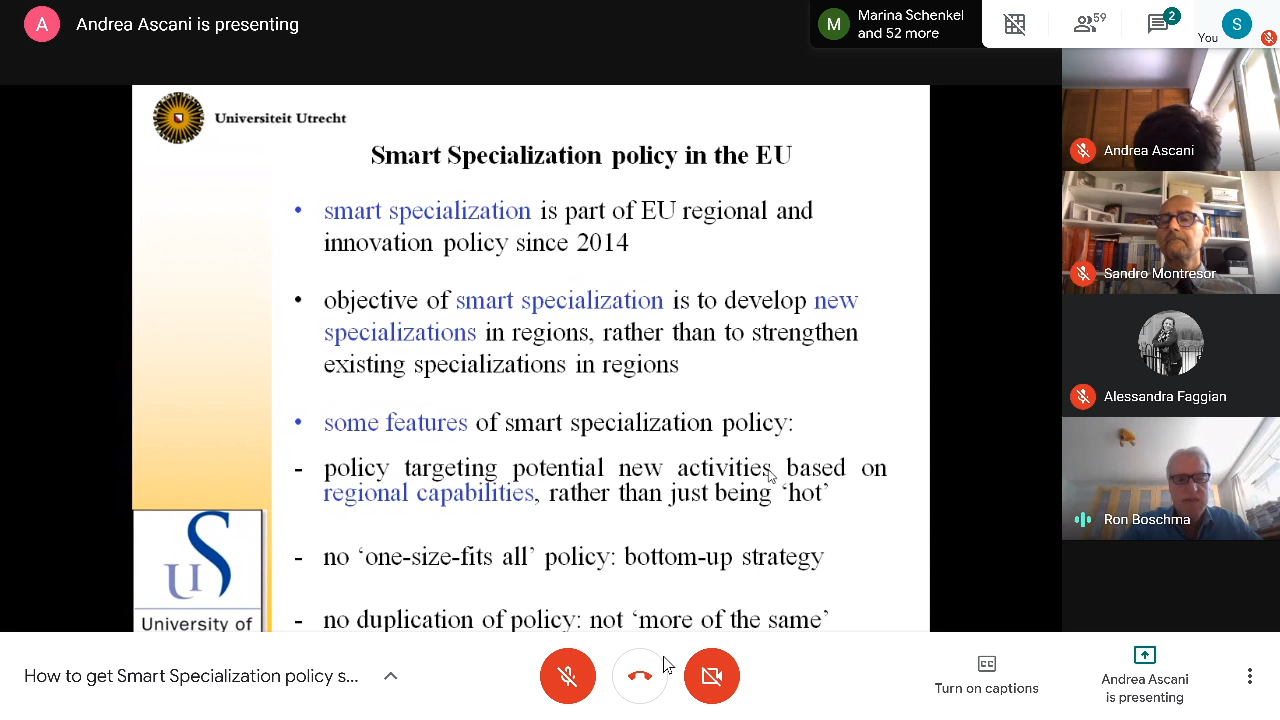 A
Andrea Ascani is presenting
M
Marina Schenkel
and 52 more
59
2
You
S
Universiteit Utrecht
Smart Specialization policy in the EU
• smart specialization is part of EU regional and
innovation policy since 2014
• objective of smart specialization is to develop new
specializations in regions, rather than to strengthen
existing specializations in regions
• some features of smart specialization policy:
- policy targeting potential new activities based on
regional capabilities, rather than just being ‘hot’
- no ‘one-size-fits all’ policy: bottom-up strategy
- no duplication of policy: not ‘more of the same’
US
University of
Andrea Ascani
Sandro Montresor
Alessandra Faggian
Ron Boschma
How to get Smart Specialization policy s...
Turn on captions
Andrea Ascani
is presenting